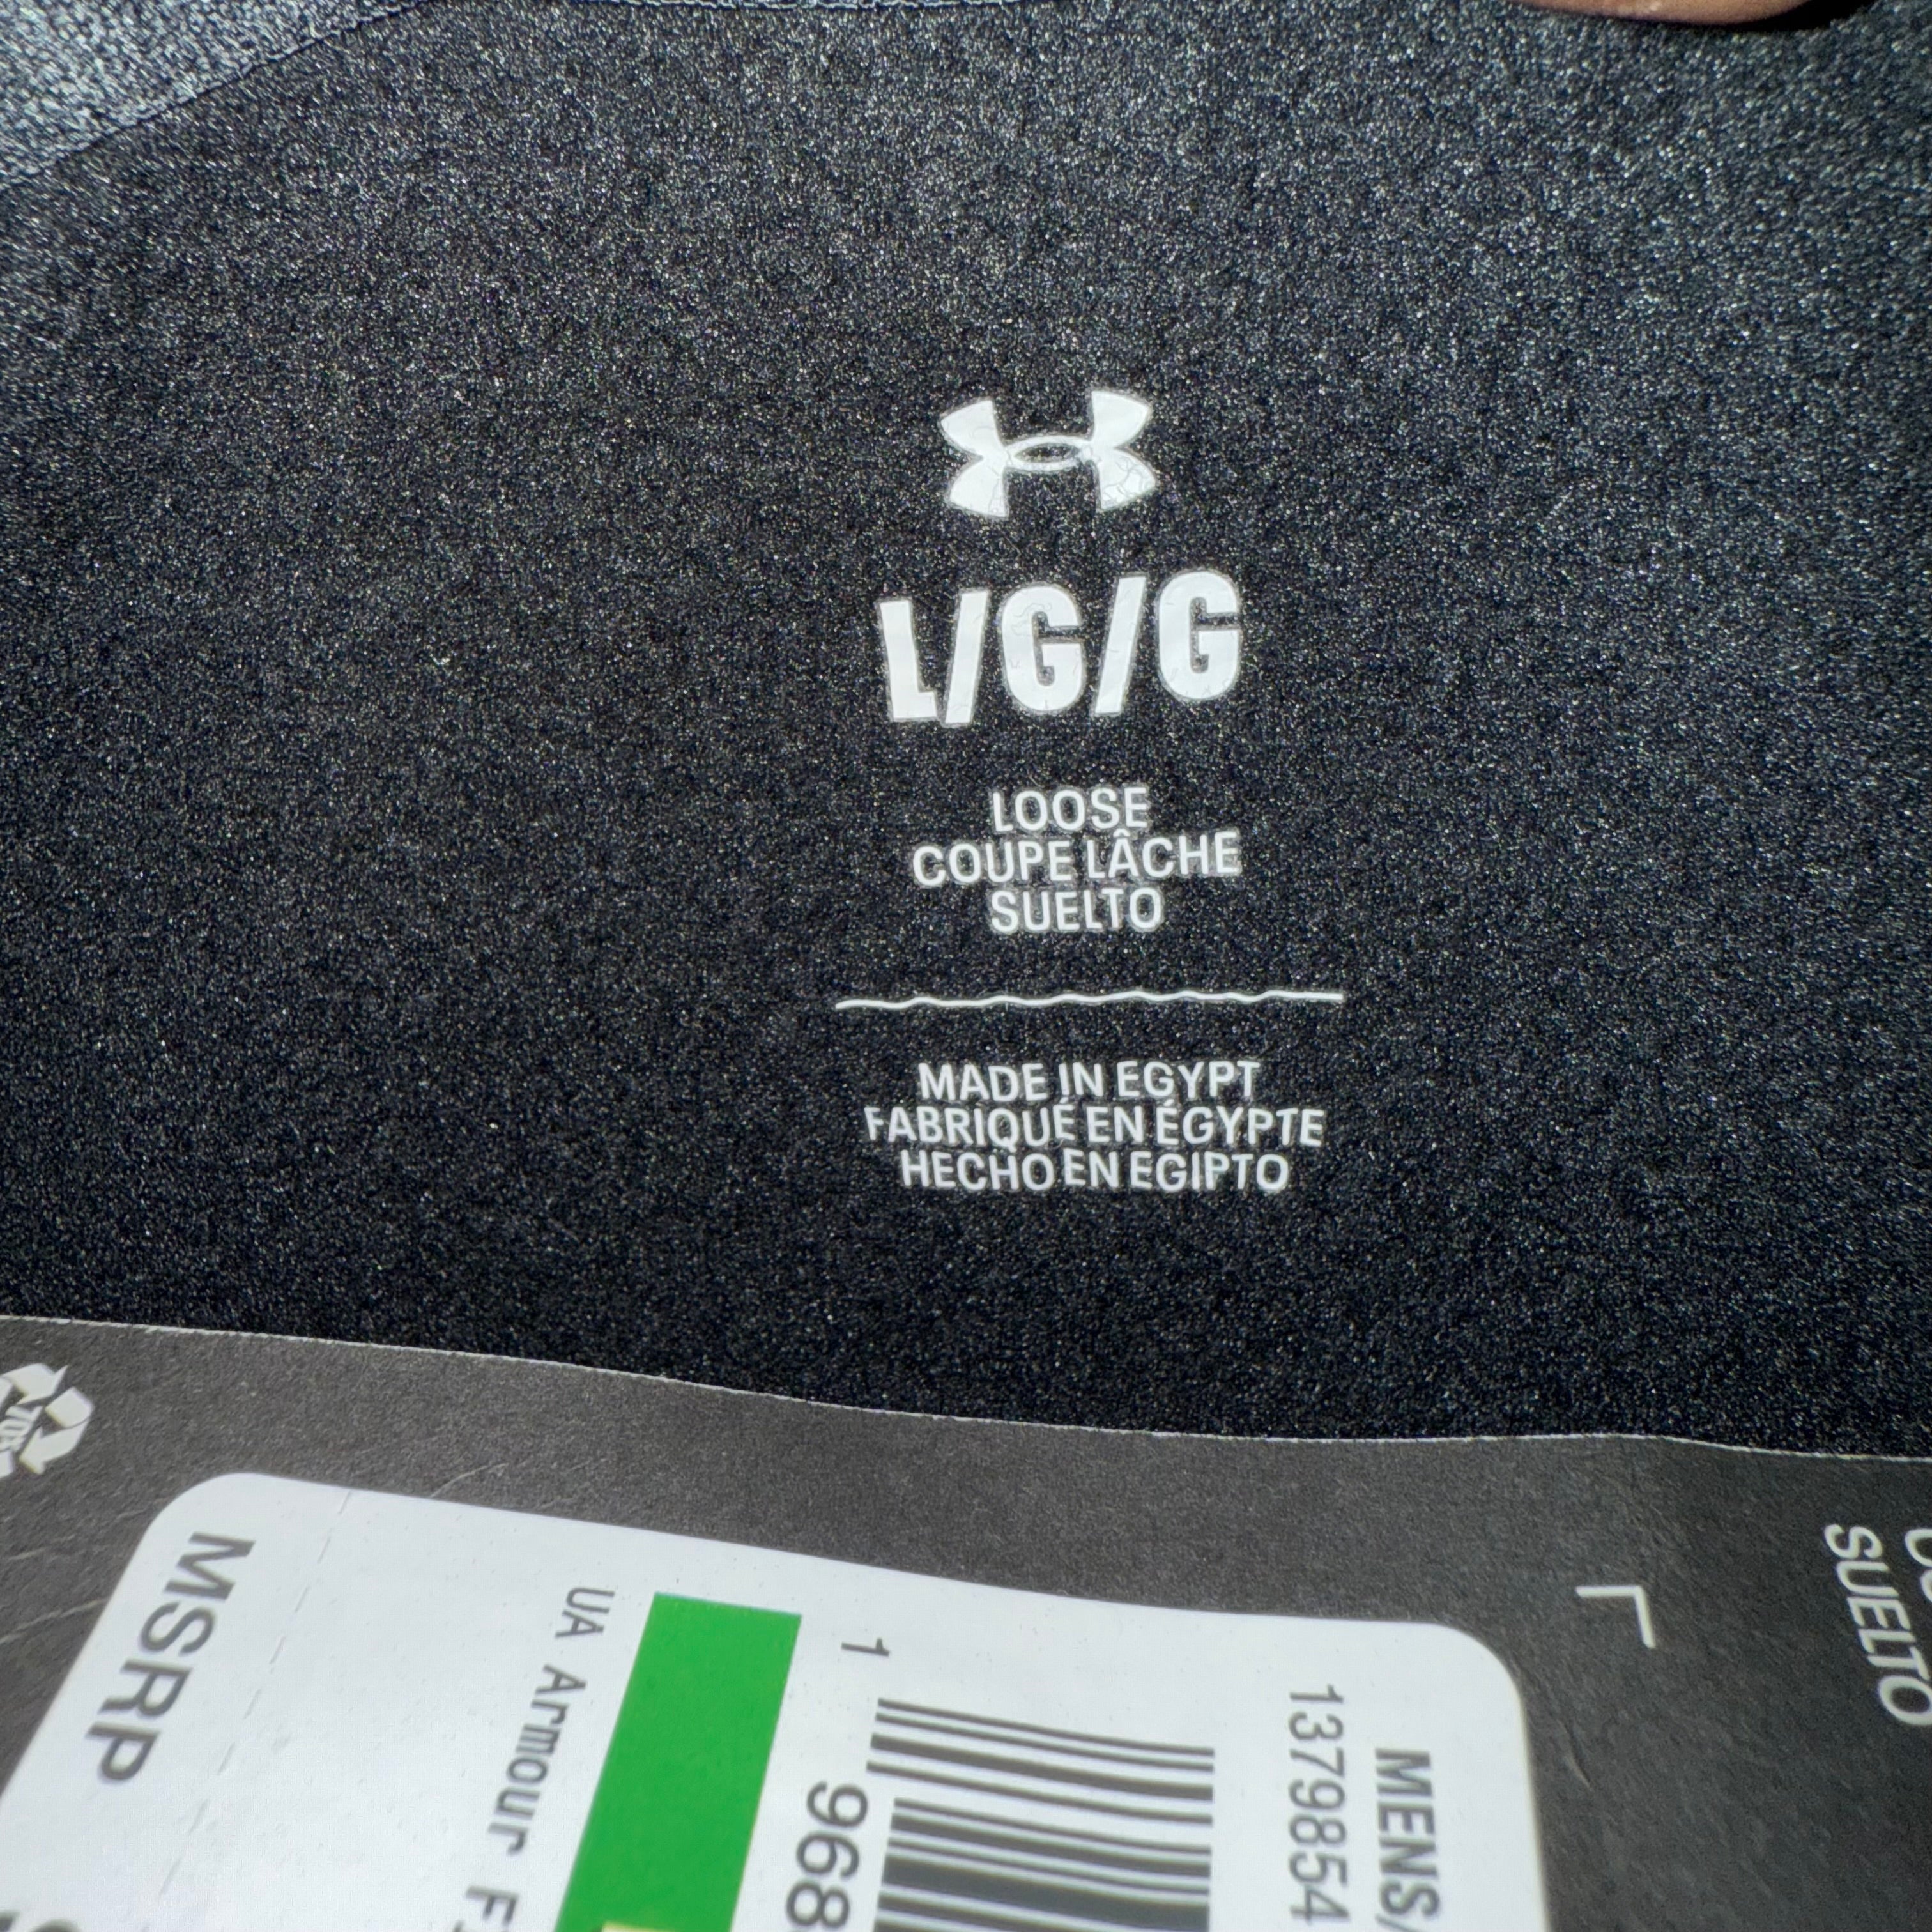 L/G/G
LOOSE
COUPE LÂCHE
SUELTO
MADE IN EGYPT
FABRIQUÉ EN ÉGYPTE
HECHO EN EGIPTO
SUELTO
L
MENS/
1379854
1 968
UA Armour
MSRP